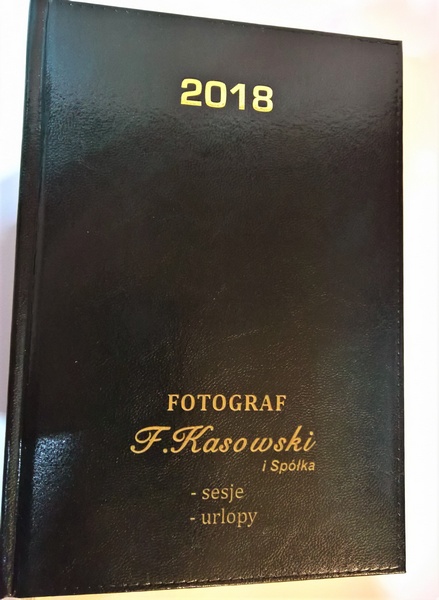 2018
FOTOGRAF
F.Kasowski
i Spółka
- sesje
- urlopy